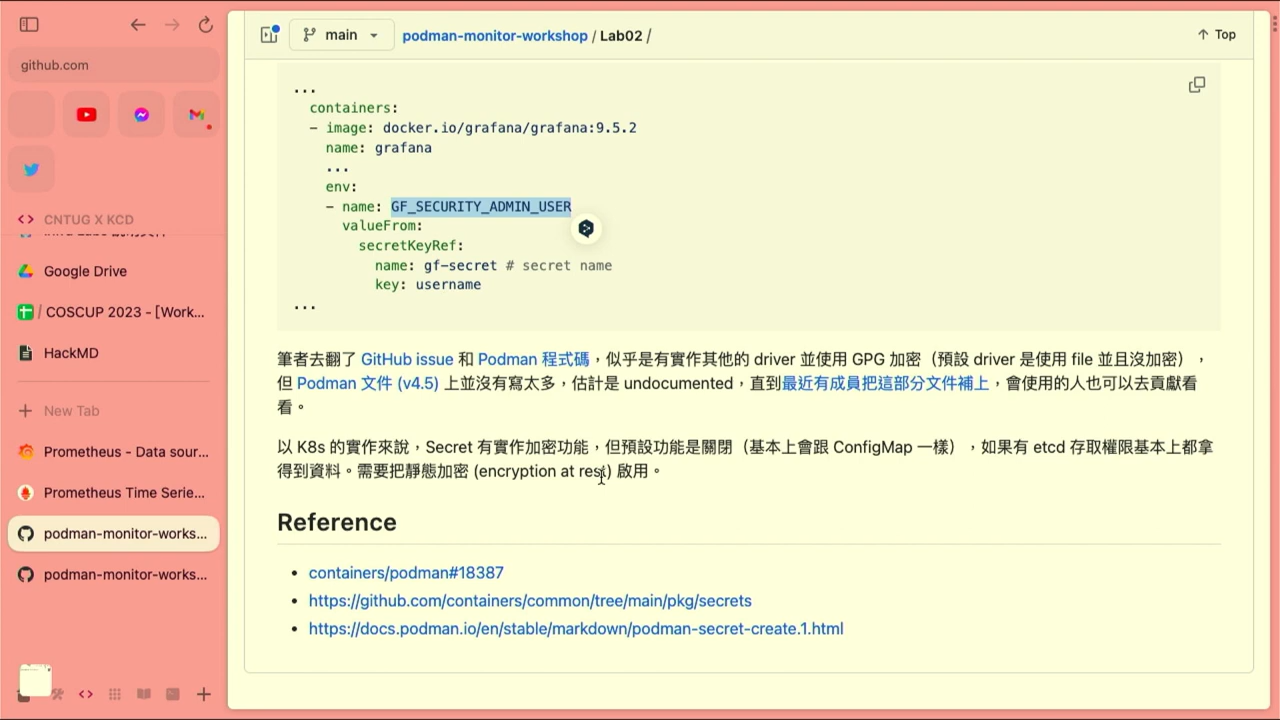 github.com
CNTUG X KCD
Google Drive
/ COSCUP 2023 - [Work...
HackMD
New Tab
Prometheus - Data sour...
Prometheus Time Serie...
podman-monitor-works...
podman-monitor-works...
main
podman-monitor-workshop / Lab02 /
Top
...
containers:
- image: docker.io/grafana/grafana:9.5.2
name: grafana
...
env:
- name: GF_SECURITY_ADMIN_USER
valueFrom:
secretKeyRef:
name: gf-secret # secret name
key: username
...
筆者去翻了 GitHub issue 和 Podman 程式碼，似乎是有實作其他的 driver 並使用 GPG 加密（預設 driver 是使用 file 並且沒加密），
但 Podman 文件 (v4.5) 上並沒有寫太多，估計是 undocumented，直到最近有成員把這部分文件補上，會使用的人也可以去貢獻看
看。
以 K8s 的實作來說，Secret 有實作加密功能，但預設功能是關閉（基本上會跟 ConfigMap 一樣），如果有 etcd 存取權限基本上都拿
得到資料。需要把靜態加密 (encryption at rest) 啟用。
Reference
containers/podman#18387
https://github.com/containers/common/tree/main/pkg/secrets
https://docs.podman.io/en/stable/markdown/podman-secret-create.1.html